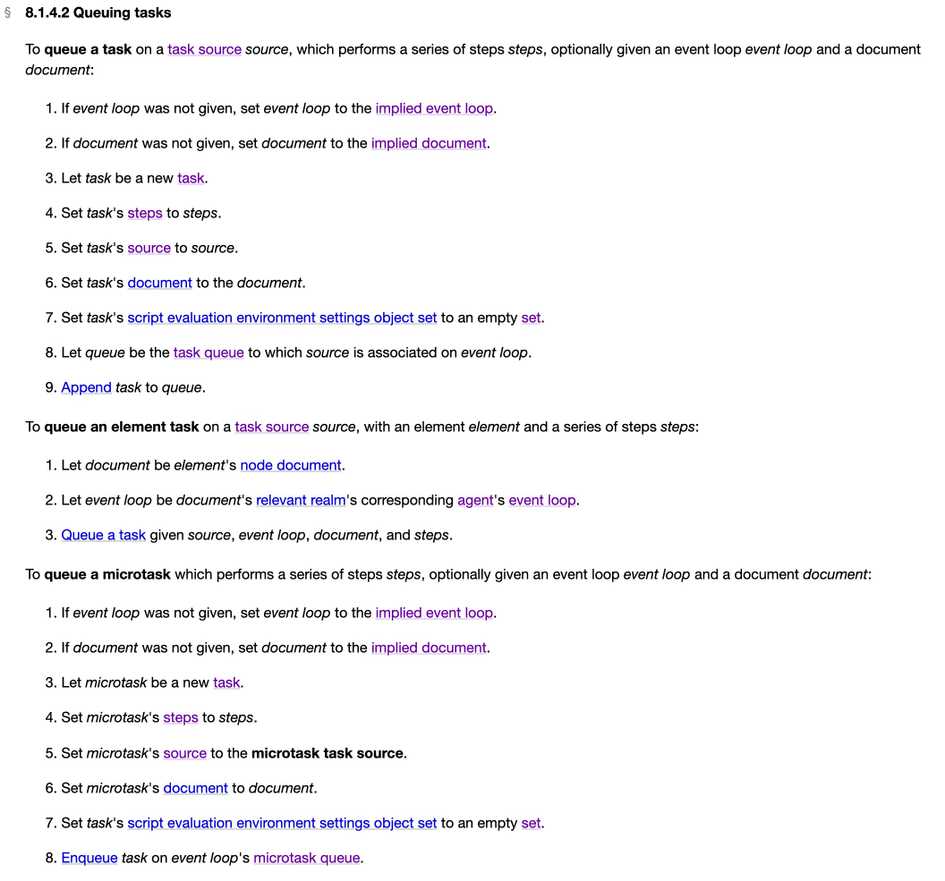 § 8.1.4.2 Queuing tasks
To queue a task on a task source source, which performs a series of steps steps, optionally given an event loop event loop and a document
document:
1. If event loop was not given, set event loop to the implied event loop.
2. If document was not given, set document to the implied document.
3. Let task be a new task.
4. Set task's steps to steps.
5. Set task's source to source.
6. Set task's document to the document.
7. Set task's script evaluation environment settings object set to an empty set.
8. Let queue be the task queue to which source is associated on event loop.
9. Append task to queue.
To queue an element task on a task source source, with an element element and a series of steps steps:
1. Let document be element's node document.
2. Let event loop be document's relevant realm's corresponding agent's event loop.
3. Queue a task given source, event loop, document, and steps.
To queue a microtask which performs a series of steps steps, optionally given an event loop event loop and a document document:
1. If event loop was not given, set event loop to the implied event loop.
2. If document was not given, set document to the implied document.
3. Let microtask be a new task.
4. Set microtask's steps to steps.
5. Set microtask's source to the microtask task source.
6. Set microtask's document to document.
7. Set task's script evaluation environment settings object set to an empty set.
8. Enqueue task on event loop's microtask queue.